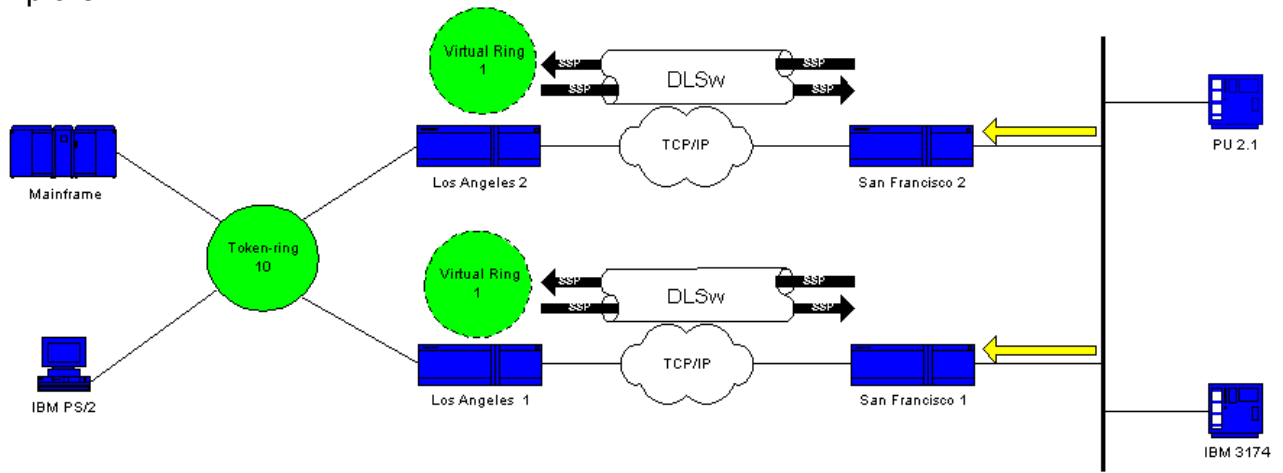 Virtual Ring
1
SSP
SSP
DLSw
SSP
SSP
Mainframe
Los Angeles 2
TCP/IP
San Francisco 2
PU 2.1
Token-ring
10
Virtual Ring
1
SSP
SSP
DLSw
SSP
SSP
IBM PS/2
Los Angeles 1
TCP/IP
San Francisco 1
IBM 3174